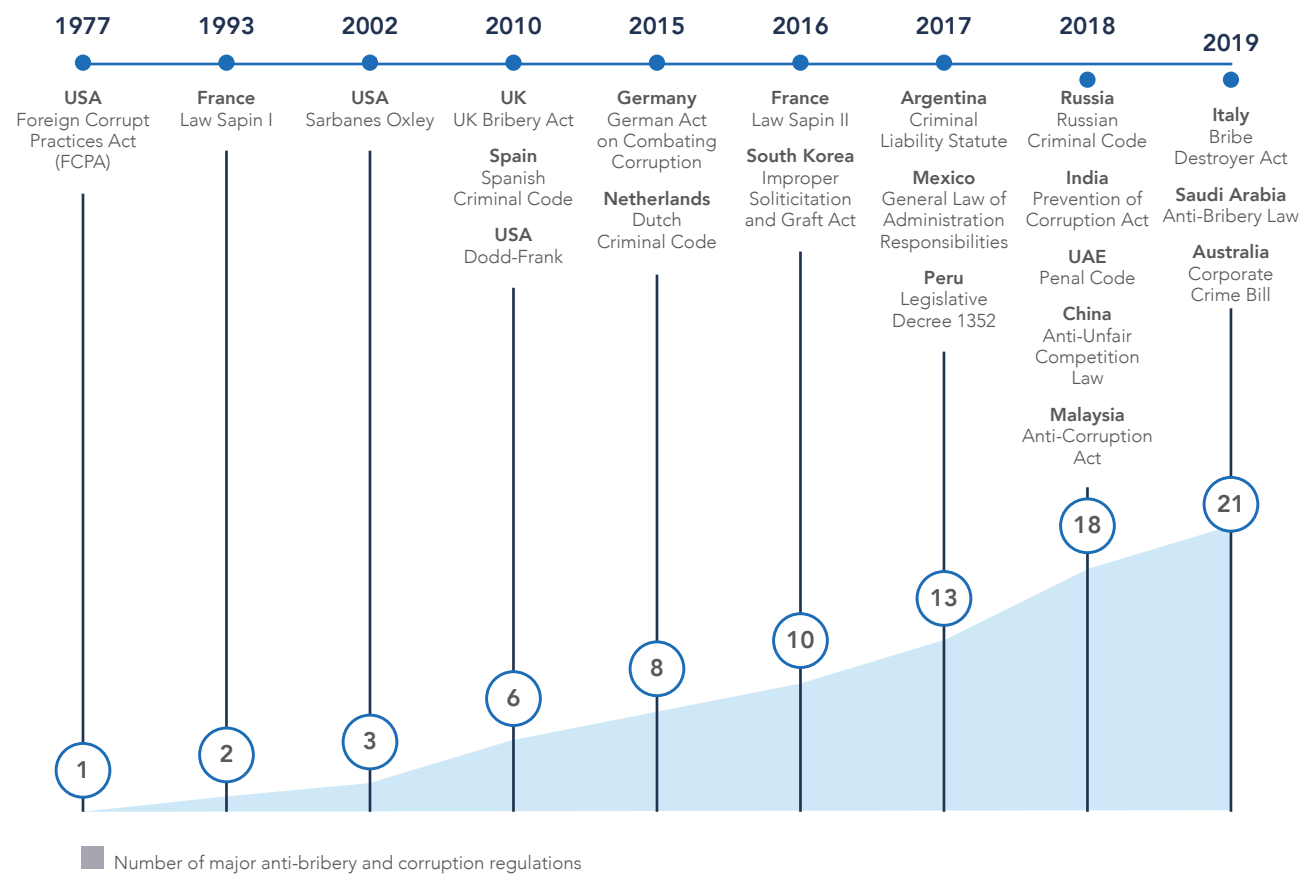 1977
USA
Foreign Corrupt
Practices Act
(FCPA)
1
1993
France
Law Sapin I
2
2002
USA
Sarbanes Oxley
3
2010
UK
UK Bribery Act
Spain
Spanish
Criminal Code
USA
Dodd-Frank
6
2015
Germany
German Act
on Combating
Corruption
Netherlands
Dutch
Criminal Code
8
2016
France
Law Sapin II
South Korea
Improper
Soliticitation
and Graft Act
10
2017
Argentina
Criminal
Liability Statute
Mexico
General Law of
Administration
Responsibilities
Peru
Legislative
Decree 1352
13
2018
Russia
Russian
Criminal Code
India
Prevention of
Corruption Act
UAE
Penal Code
China
Anti-Unfair
Competition
Law
Malaysia
Anti-Corruption
Act
18
2019
Italy
Bribe
Destroyer Act
Saudi Arabia
Anti-Bribery Law
Australia
Corporate
Crime Bill
21
Number of major anti-bribery and corruption regulations